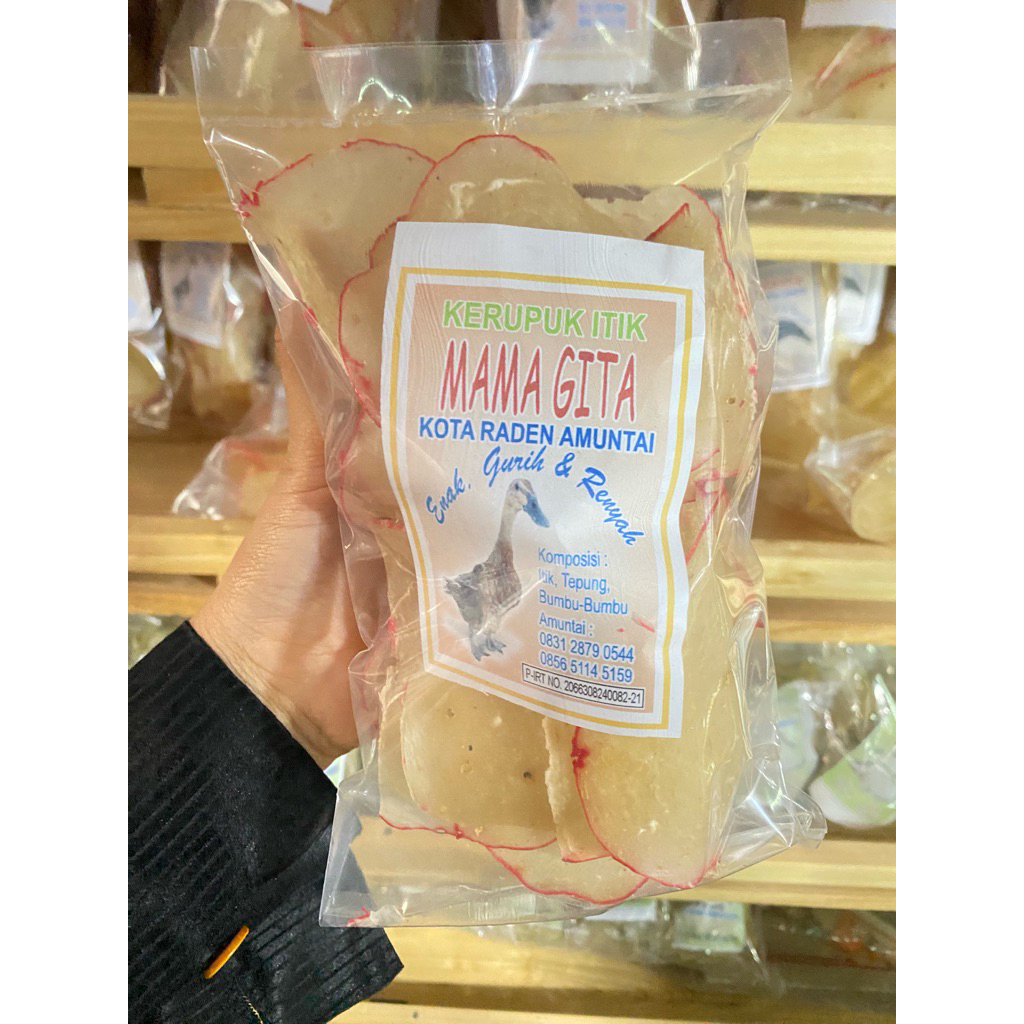 KERUPUK ITIK
MAMA GITA
KOTA RADEN AMUNTAI
Enak, Gurih & Renyah
Komposisi :
Itik, Tepung,
Bumbu-Bumbu
Amuntai :
0831 2879 0544
0856 5114 5159
P-IRT NO. 2066308240082-21